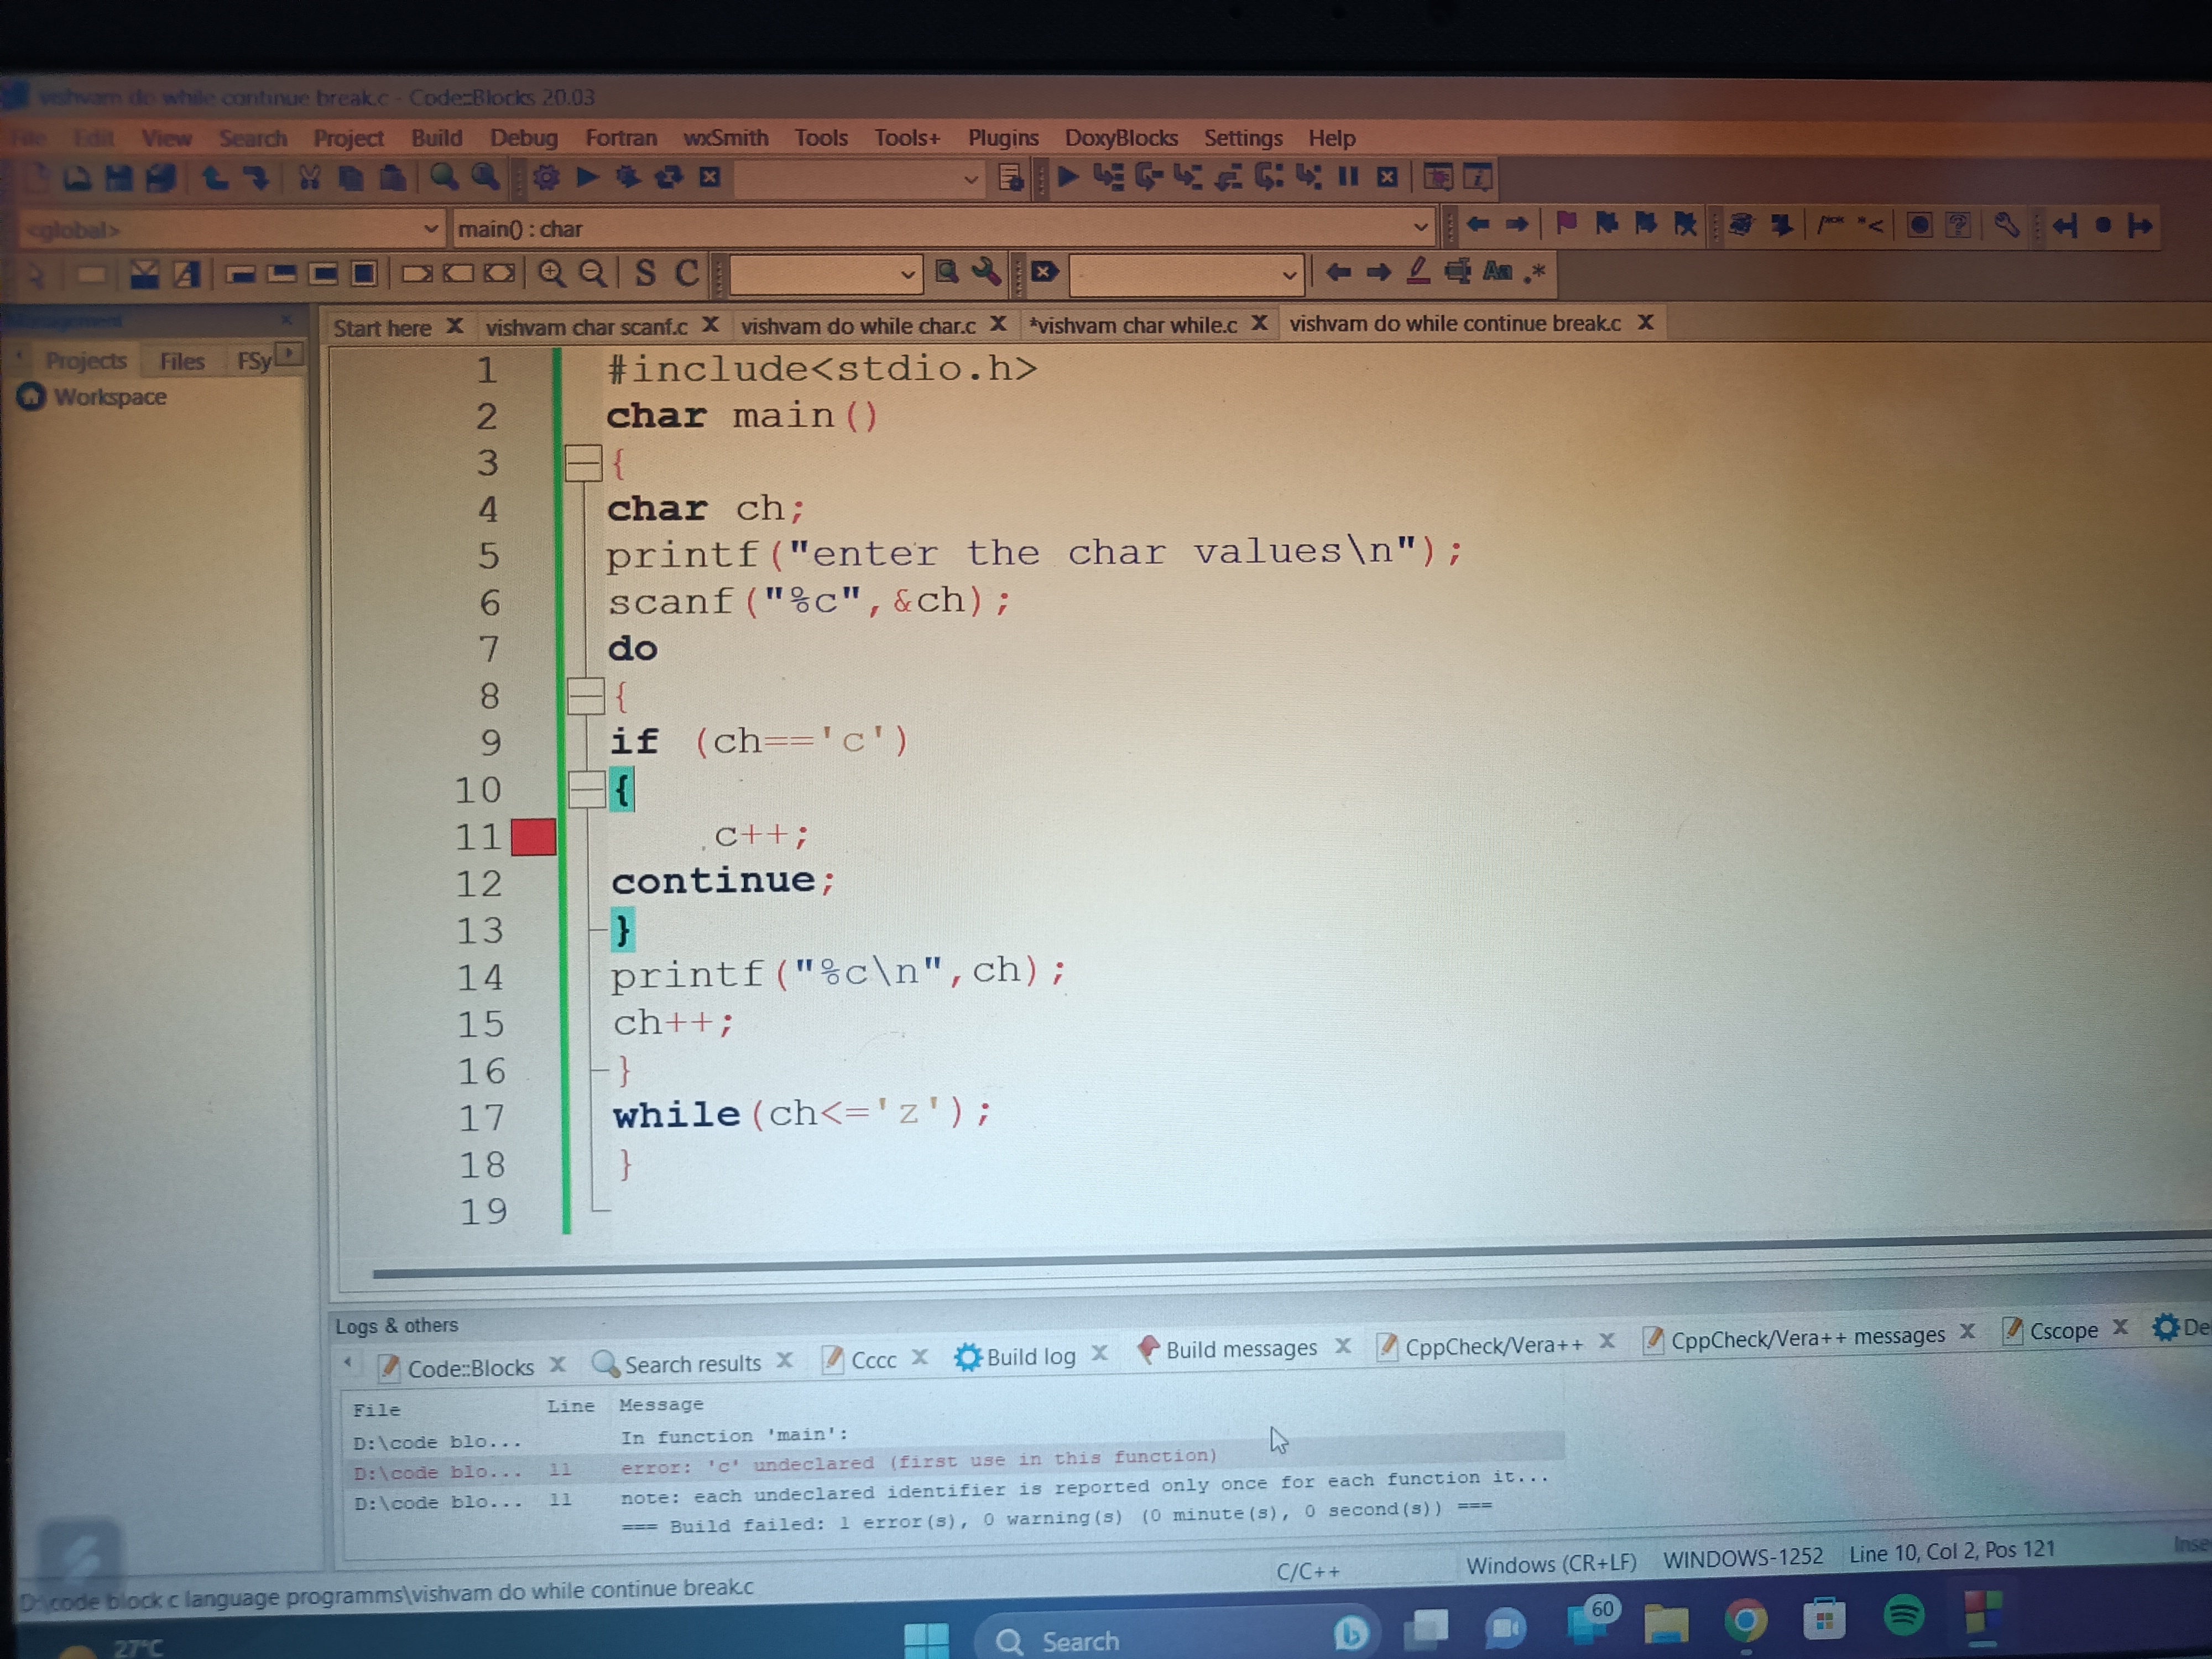 vishvam do while continue break.c - Code::Blocks 20.03
File Edit View Search Project Build Debug Fortran wxSmith Tools Tools+ Plugins DoxyBlocks Settings Help
<global> main() : char
S C Aa .*
Management
Start here X vishvam char scanf.c X vishvam do while char.c X *vishvam char while.c X vishvam do while continue break.c X
Projects Files FSy
Workspace
1 #include<stdio.h>
2 char main()
3 {
4 char ch;
5 printf("enter the char values\n");
6 scanf("%c",&ch);
7 do
8 {
9 if (ch=='c')
10 {
11 c++;
12 continue;
13 }
14 printf("%c\n",ch);
15 ch++;
16 }
17 while(ch<='z');
18 }
19
Logs & others
Code::Blocks X Search results X Cccc X Build log X Build messages X CppCheck/Vera++ X CppCheck/Vera++ messages X Cscope X De
File Line Message
D:\code blo... In function 'main':
D:\code blo... 11 error: 'c' undeclared (first use in this function)
D:\code blo... 11 note: each undeclared identifier is reported only once for each function it...
=== Build failed: 1 error(s), 0 warning(s) (0 minute(s), 0 second(s)) ===
D:\code block c language programms\vishvam do while continue break.c C/C++ Windows (CR+LF) WINDOWS-1252 Line 10, Col 2, Pos 121 Inse
27°C Search 60